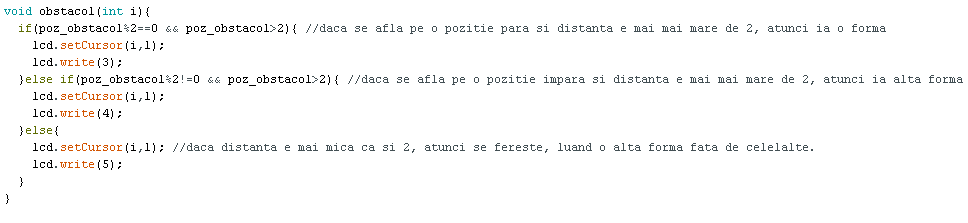 void obstacol(int i){
  if(poz_obstacol%2==0 && poz_obstacol>2){ //daca se afla pe o pozitie para si distanta e mai mai mare de 2, atunci ia o forma
    lcd.setCursor(i,1);
    lcd.write(3);
  }else if(poz_obstacol%2!=0 && poz_obstacol>2){ //daca se afla pe o pozitie impara si distanta e mai mai mare de 2, atunci ia alta forma
    lcd.setCursor(i,1);
    lcd.write(4);
  }else{
    lcd.setCursor(i,1); //daca distanta e mai mica ca si 2, atunci se fereste, luand o alta forma fata de celelalte.
    lcd.write(5);
  }
}